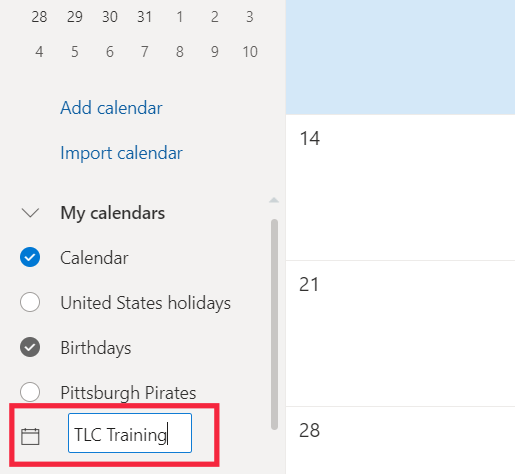 28 29 30 31 1 2 3
4 5 6 7 8 9 10
Add calendar
Import calendar
My calendars
Calendar
United States holidays
Birthdays
Pittsburgh Pirates
TLC Training
14
21
28